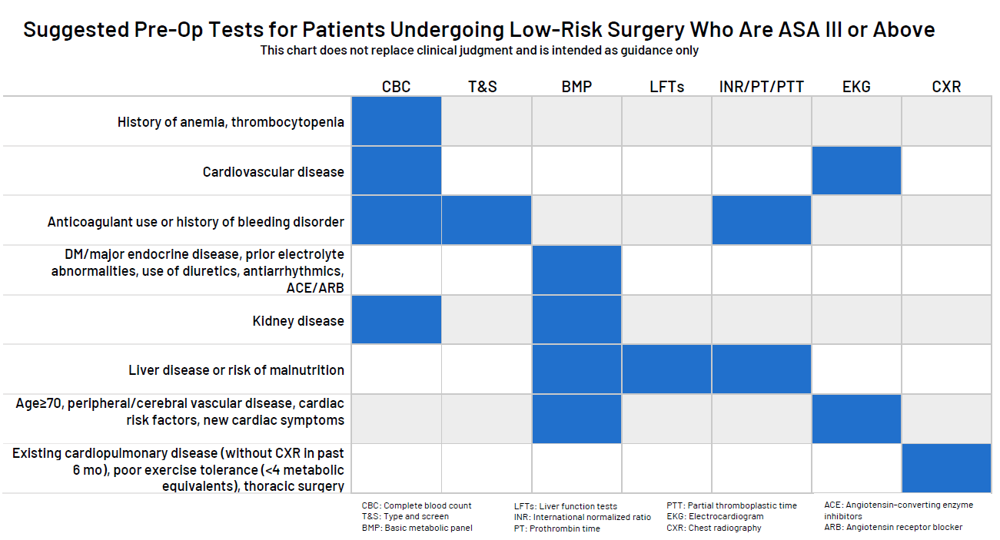 Suggested Pre-Op Tests for Patients Undergoing Low-Risk Surgery Who Are ASA III or Above
This chart does not replace clinical judgment and is intended as guidance only
CBC T&S BMP LFTs INR/PT/PTT EKG CXR
History of anemia, thrombocytopenia
Cardiovascular disease
Anticoagulant use or history of bleeding disorder
DM/major endocrine disease, prior electrolyte
abnormalities, use of diuretics, antiarrhythmics,
ACE/ARB
Kidney disease
Liver disease or risk of malnutrition
Age≥70, peripheral/cerebral vascular disease, cardiac
risk factors, new cardiac symptoms
Existing cardiopulmonary disease (without CXR in past
6 mo), poor exercise tolerance (<4 metabolic
equivalents), thoracic surgery
CBC: Complete blood count
T&S: Type and screen
BMP: Basic metabolic panel
LFTs: Liver function tests
INR: International normalized ratio
PT: Prothrombin time
PTT: Partial thromboplastic time
EKG: Electrocardiogram
CXR: Chest radiography
ACE: Angiotensin-converting enzyme
inhibitors
ARB: Angiotensin receptor blocker